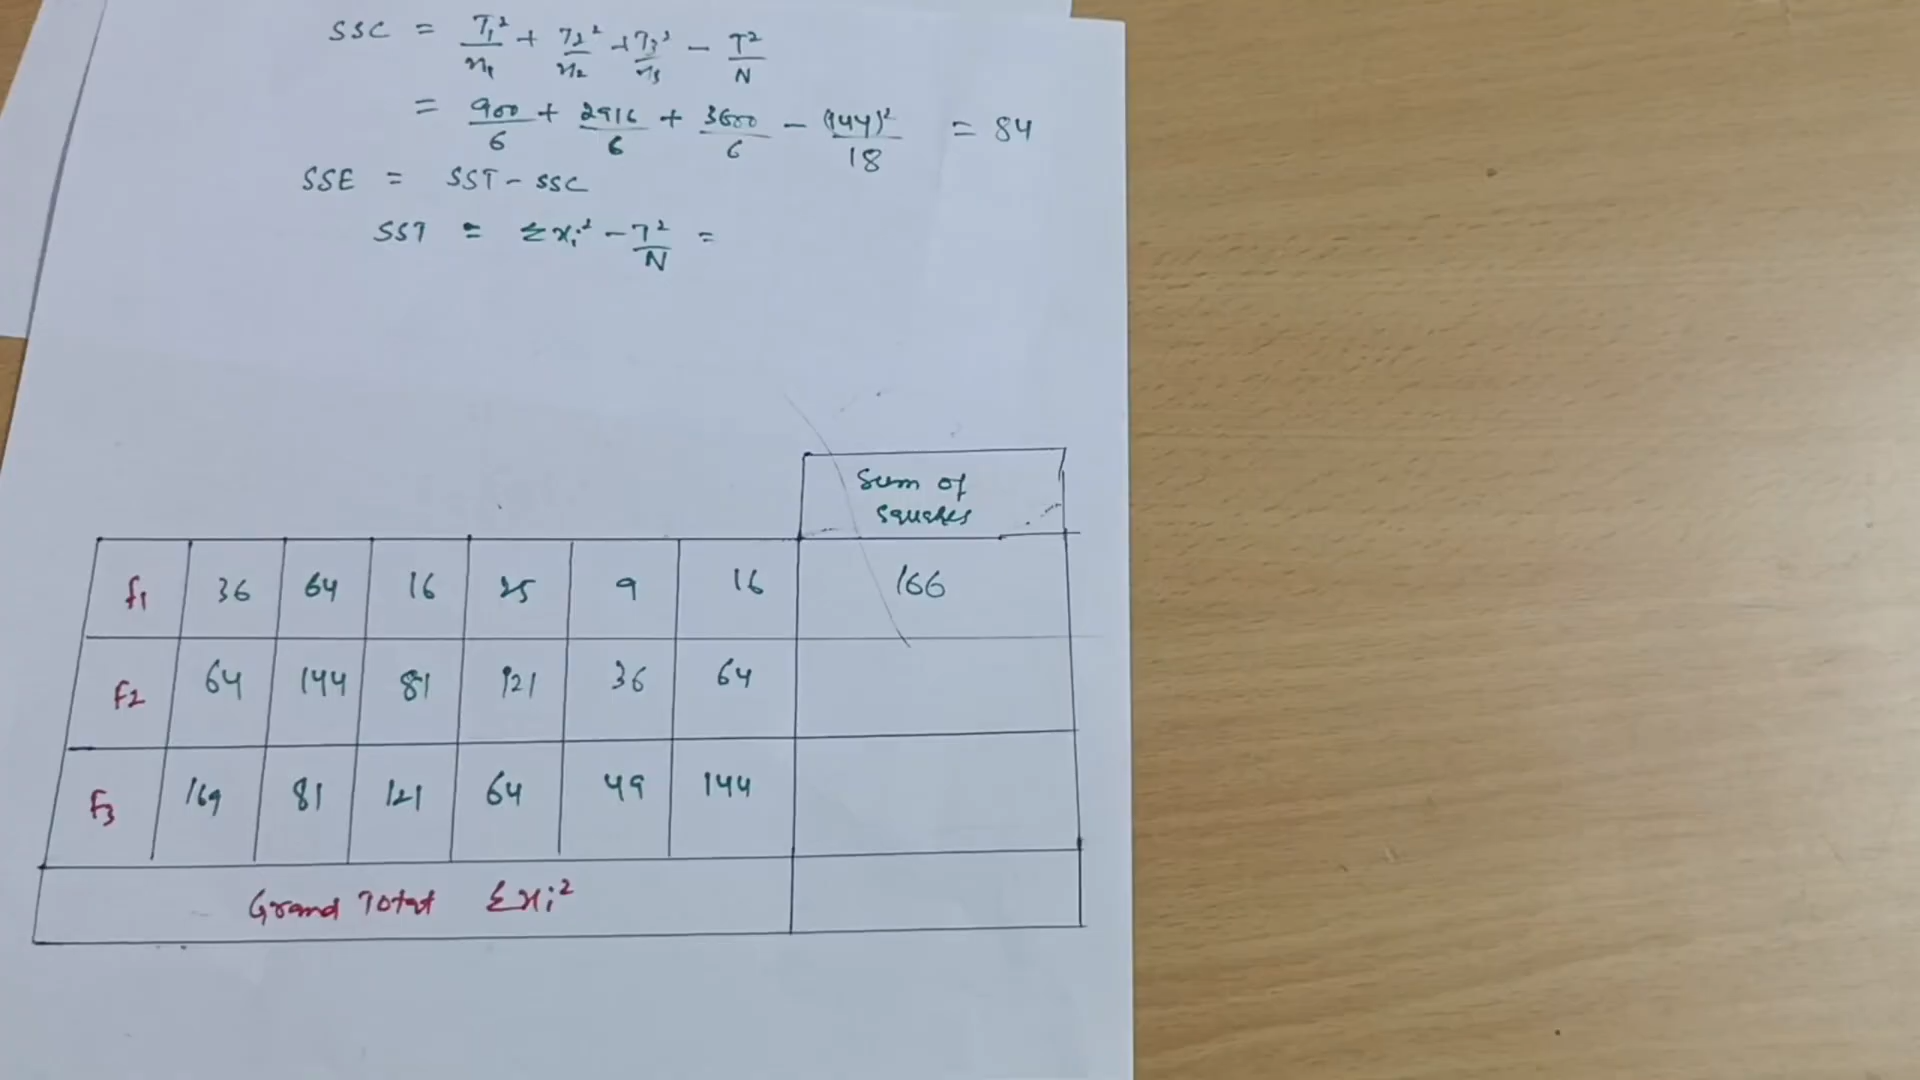 SSC = T₁²/n₁ + T₂²/n₂ + T₃²/n₃ − T²/N
= 900/6 + 2916/6 + 3600/6 − (144)²/18 = 84
SSE = SST − SSC
SST = Σxᵢ² − T²/N =
Sum of
squares
f₁ 36 64 16 25 9 16 166
F₂ 64 144 81 121 36 64
F₃ 169 81 121 64 49 144
Grand Total Σxᵢ²